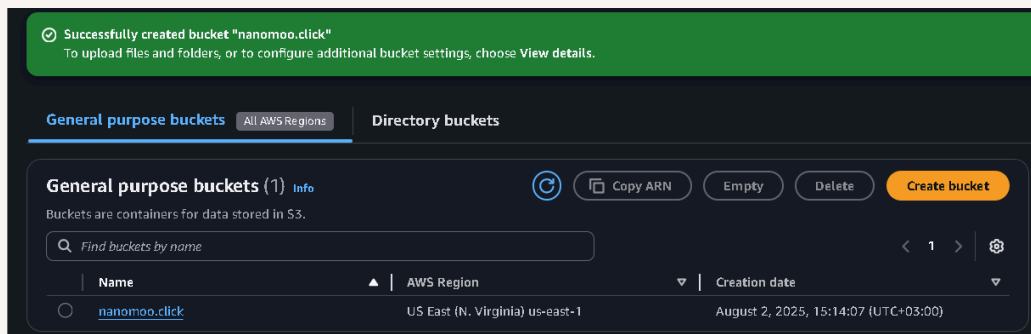 Successfully created bucket "nanomoo.click"
To upload files and folders, or to configure additional bucket settings, choose View details.
General purpose buckets All AWS Regions Directory buckets
General purpose buckets (1) Info
Copy ARN Empty Delete Create bucket
Buckets are containers for data stored in S3.
Find buckets by name
1
Name AWS Region Creation date
nanomoo.click US East (N. Virginia) us-east-1 August 2, 2025, 15:14:07 (UTC+03:00)